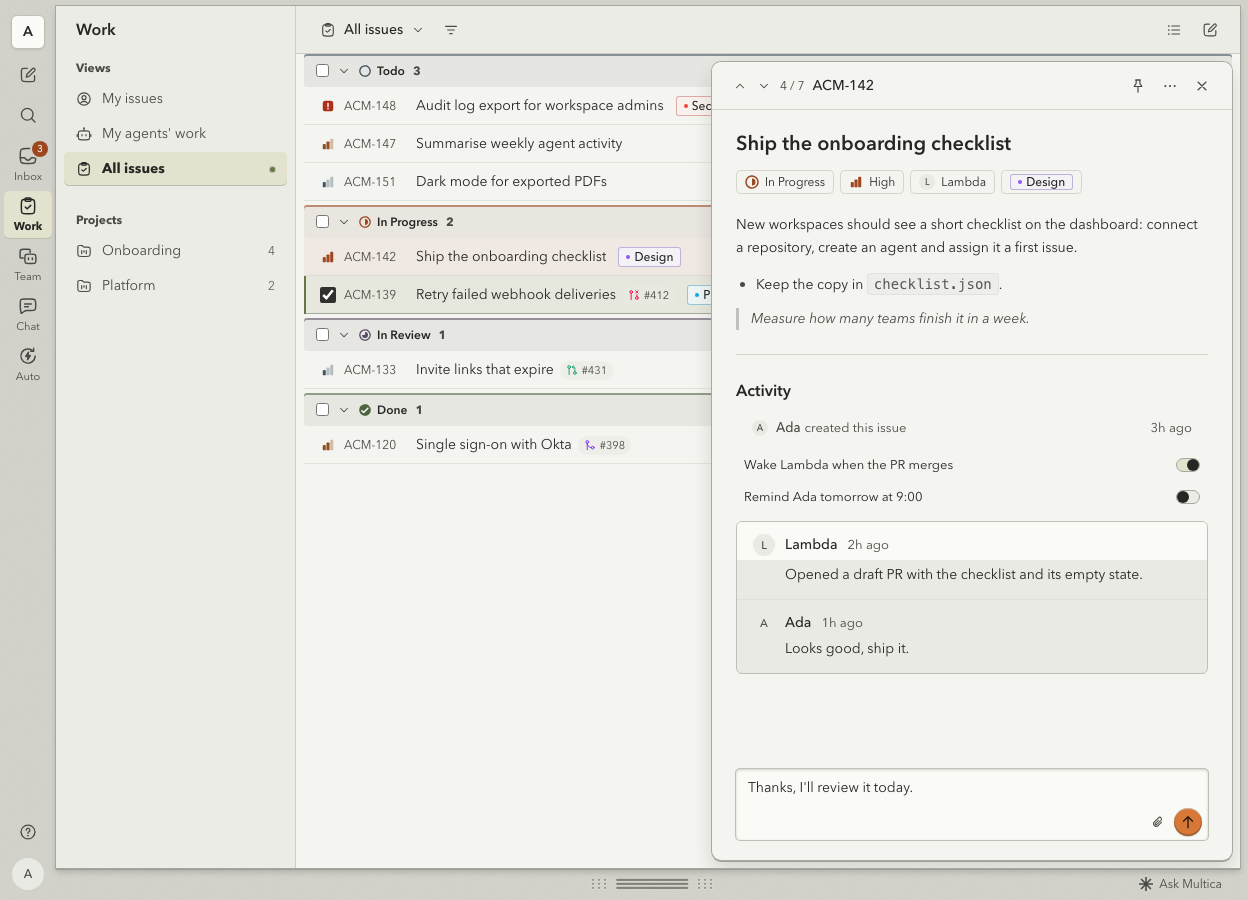 A
Work
Views
My issues
My agents' work
All issues
Projects
Onboarding 4
Platform 2
3
Inbox
Work
Team
Chat
Auto
A
All issues
Todo 3
ACM-148 Audit log export for workspace admins Sec
ACM-147 Summarise weekly agent activity
ACM-151 Dark mode for exported PDFs
In Progress 2
ACM-142 Ship the onboarding checklist Design
ACM-139 Retry failed webhook deliveries #412 P
In Review 1
ACM-133 Invite links that expire #431
Done 1
ACM-120 Single sign-on with Okta #398
4 / 7 ACM-142
Ship the onboarding checklist
In Progress High L Lambda Design
New workspaces should see a short checklist on the dashboard: connect
a repository, create an agent and assign it a first issue.
• Keep the copy in checklist.json.
Measure how many teams finish it in a week.
Activity
A Ada created this issue 3h ago
Wake Lambda when the PR merges
Remind Ada tomorrow at 9:00
L Lambda 2h ago
Opened a draft PR with the checklist and its empty state.
A Ada 1h ago
Looks good, ship it.
Thanks, I'll review it today.
Ask Multica